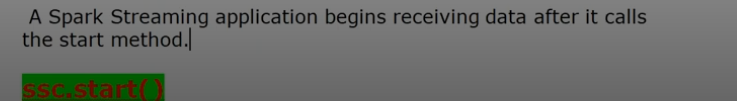 A Spark Streaming application begins receiving data after it calls
the start method.
ssc.start()